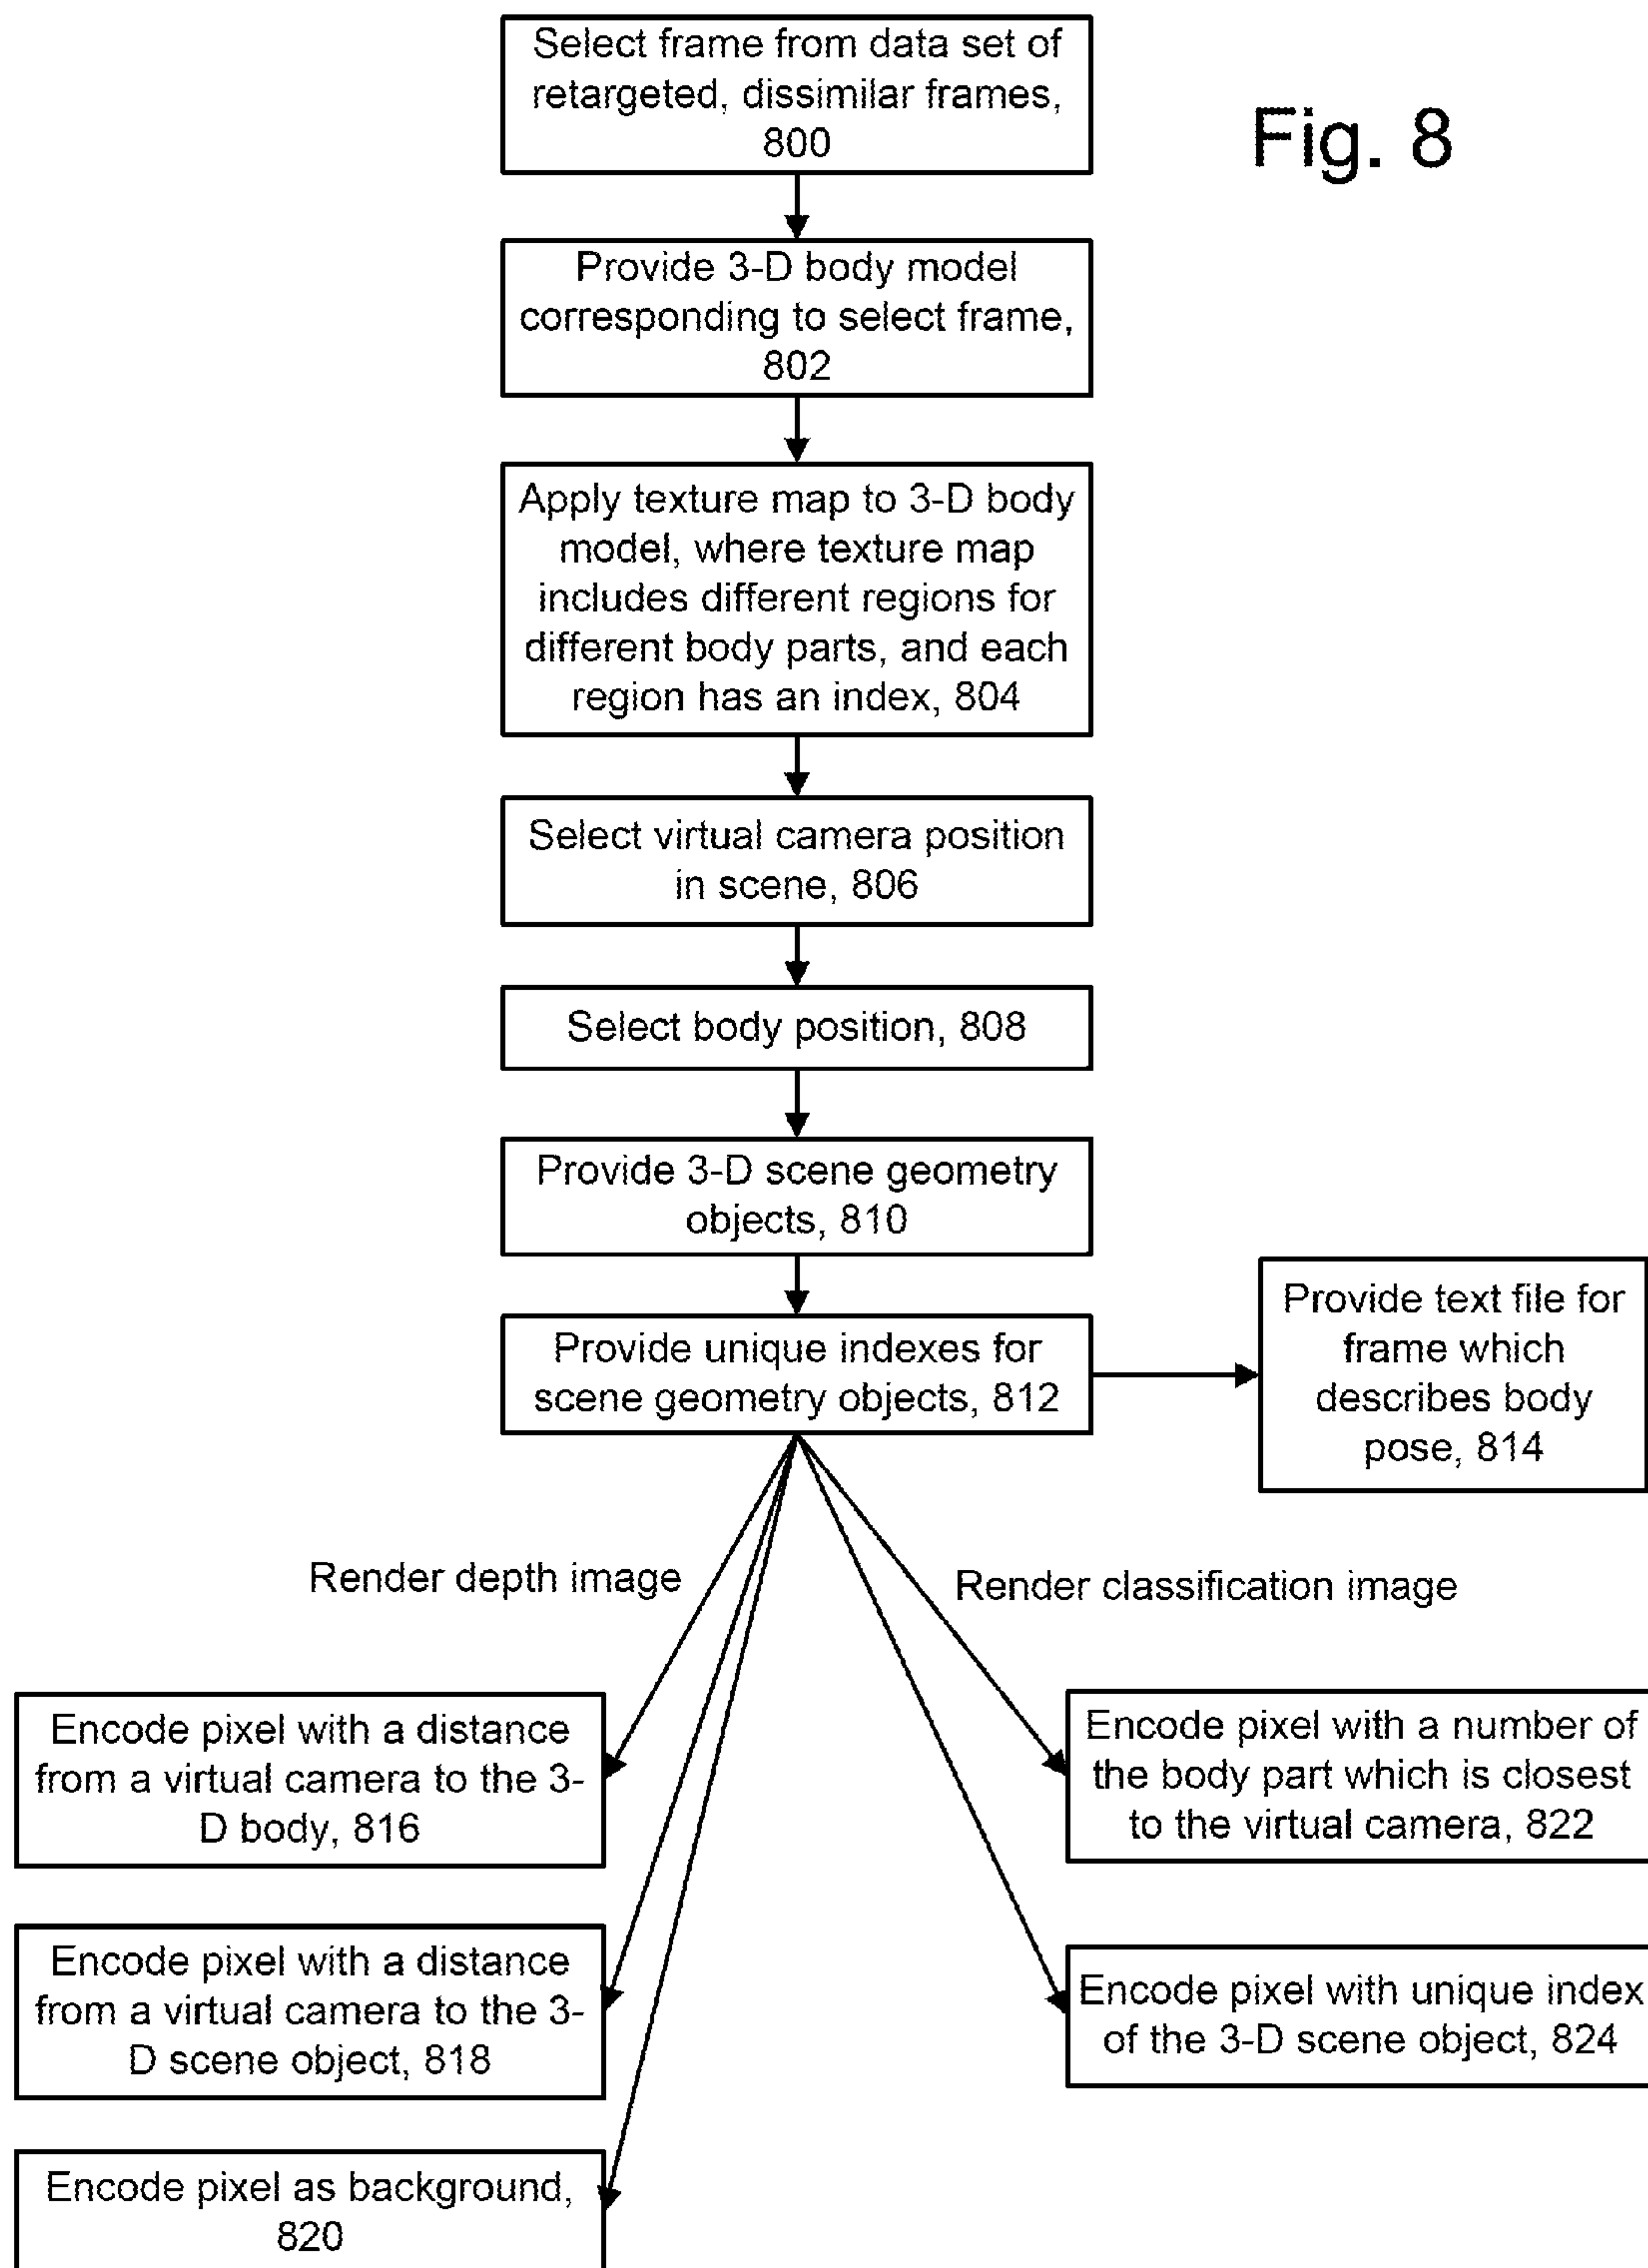 Select frame from data set of
retargeted, dissimilar frames,
800
Fig. 8
Provide 3-D body model
corresponding to select frame,
802
Apply texture map to 3-D body
model, where texture map
includes different regions for
different body parts, and each
region has an index, 804
Select virtual camera position
in scene, 806
Select body position, 808
Provide 3-D scene geometry
objects, 810
Provide unique indexes for
scene geometry objects, 812
Provide text file for
frame which
describes body
pose, 814
Render depth image
Render classification image
Encode pixel with a distance
from a virtual camera to the 3-
D body, 816
Encode pixel with a distance
from a virtual camera to the 3-
D scene object, 818
Encode pixel as background,
820
Encode pixel with a number of
the body part which is closest
to the virtual camera, 822
Encode pixel with unique index
of the 3-D scene object, 824